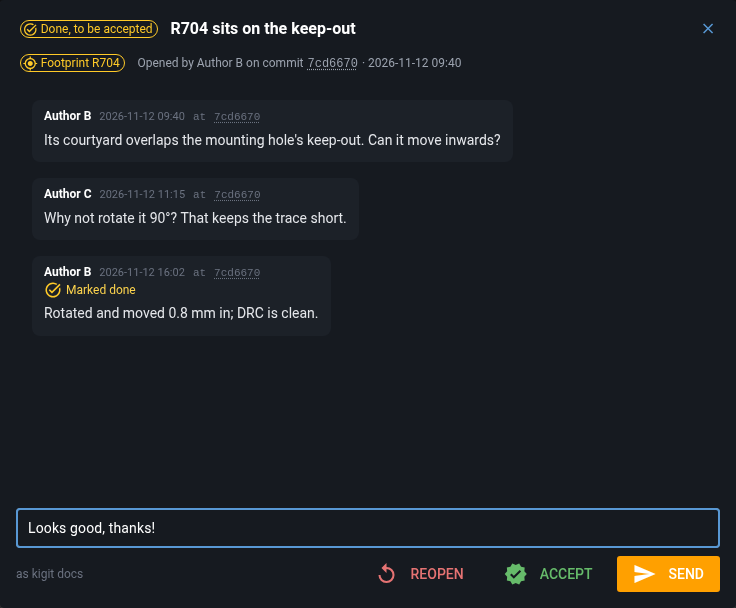 Done, to be accepted R704 sits on the keep-out
Footprint R704 Opened by Author B on commit 7cd6670 · 2026-11-12 09:40
Author B 2026-11-12 09:40 at 7cd6670
Its courtyard overlaps the mounting hole's keep-out. Can it move inwards?
Author C 2026-11-12 11:15 at 7cd6670
Why not rotate it 90°? That keeps the trace short.
Author B 2026-11-12 16:02 at 7cd6670
Marked done
Rotated and moved 0.8 mm in; DRC is clean.
Looks good, thanks!
as kigit docs REOPEN ACCEPT SEND